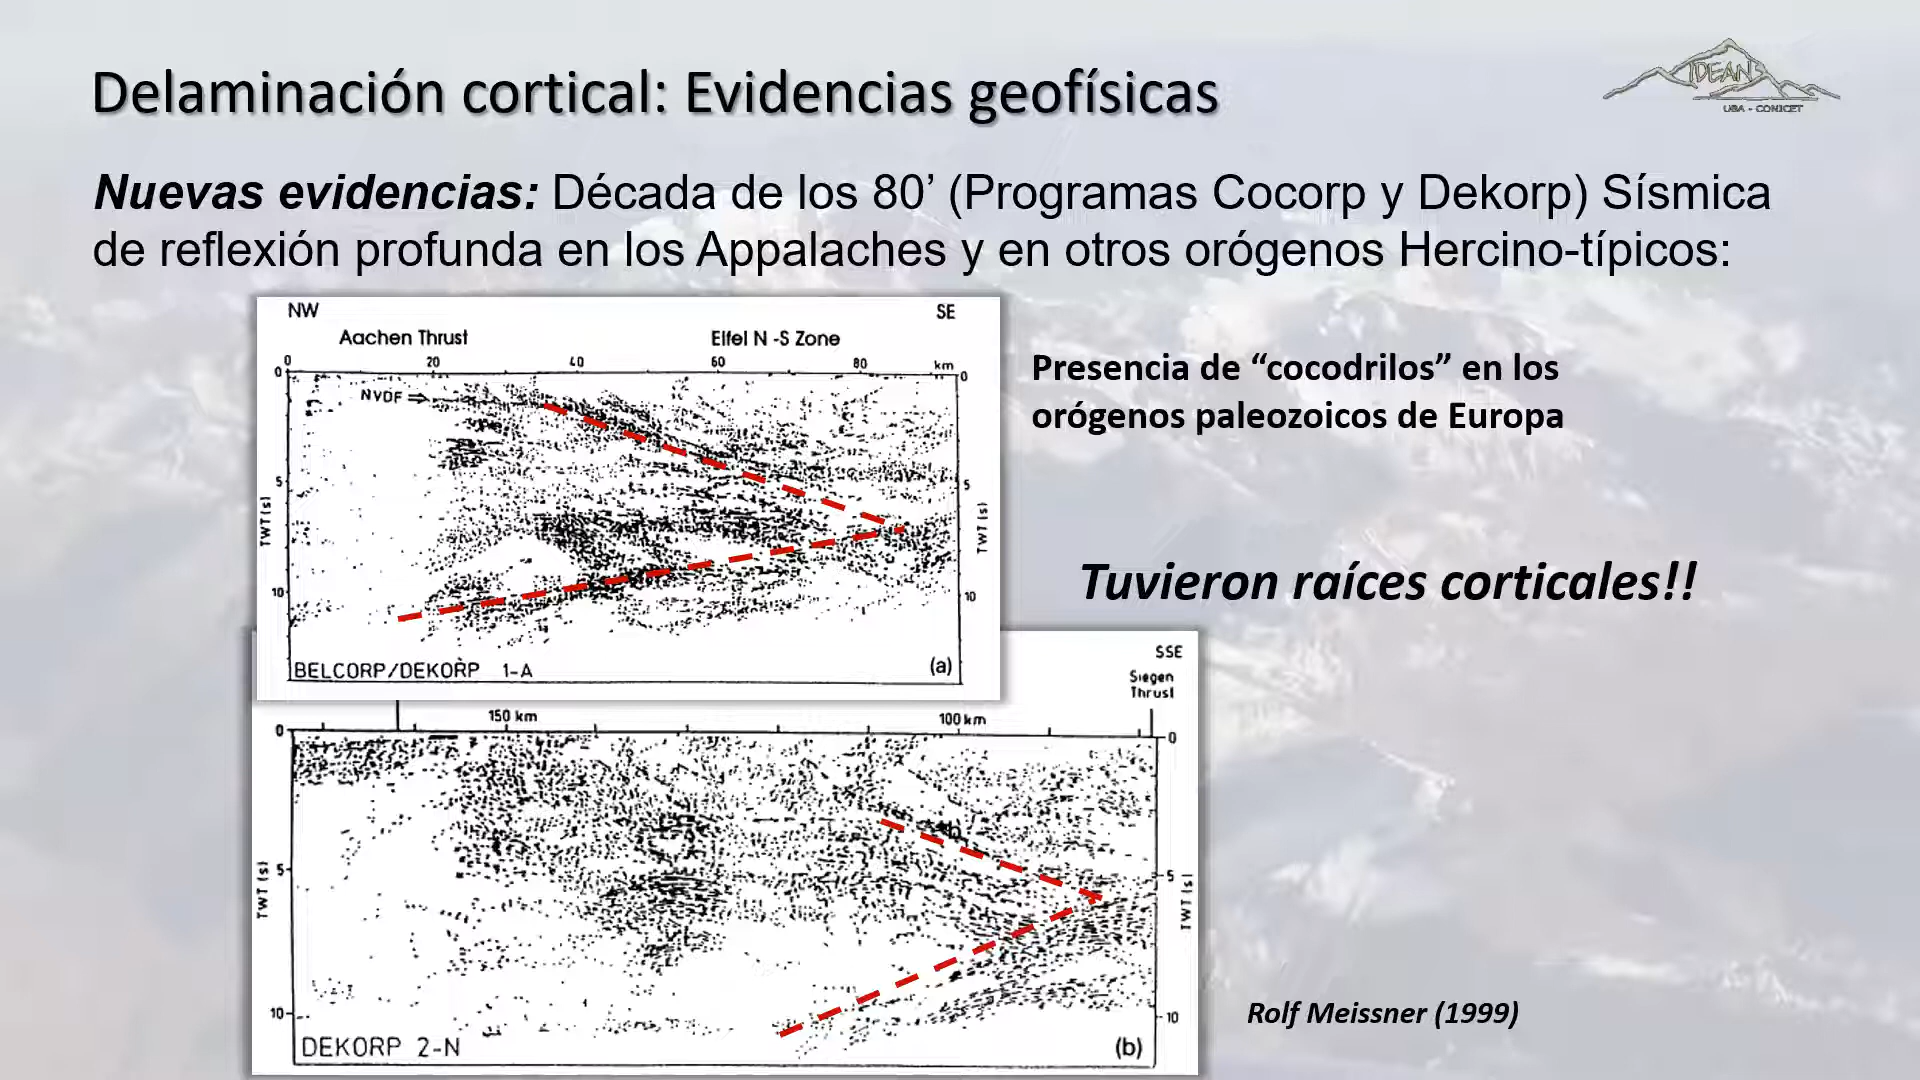 Delaminación cortical: Evidencias geofísicas
IDEAN
UBA - CONICET
Nuevas evidencias: Década de los 80’ (Programas Cocorp y Dekorp) Sísmica
de reflexión profunda en los Appalaches y en otros orógenos Hercino-típicos:
NW
SE
Aachen Thrust
Eifel N -S Zone
0 20 40 60 80 km
0
0
NVDF
5
5
TWT (s)
TWT (s)
10
10
BELCORP/DEKORP 1-A
(a)
Presencia de “cocodrilos” en los
orógenos paleozoicos de Europa
Tuvieron raíces corticales!!
SSE
Siegen
Thrust
150 km
100 km
0
0
5
5
TWT (s)
TWT (s)
10
10
DEKORP 2-N
(b)
Rolf Meissner (1999)